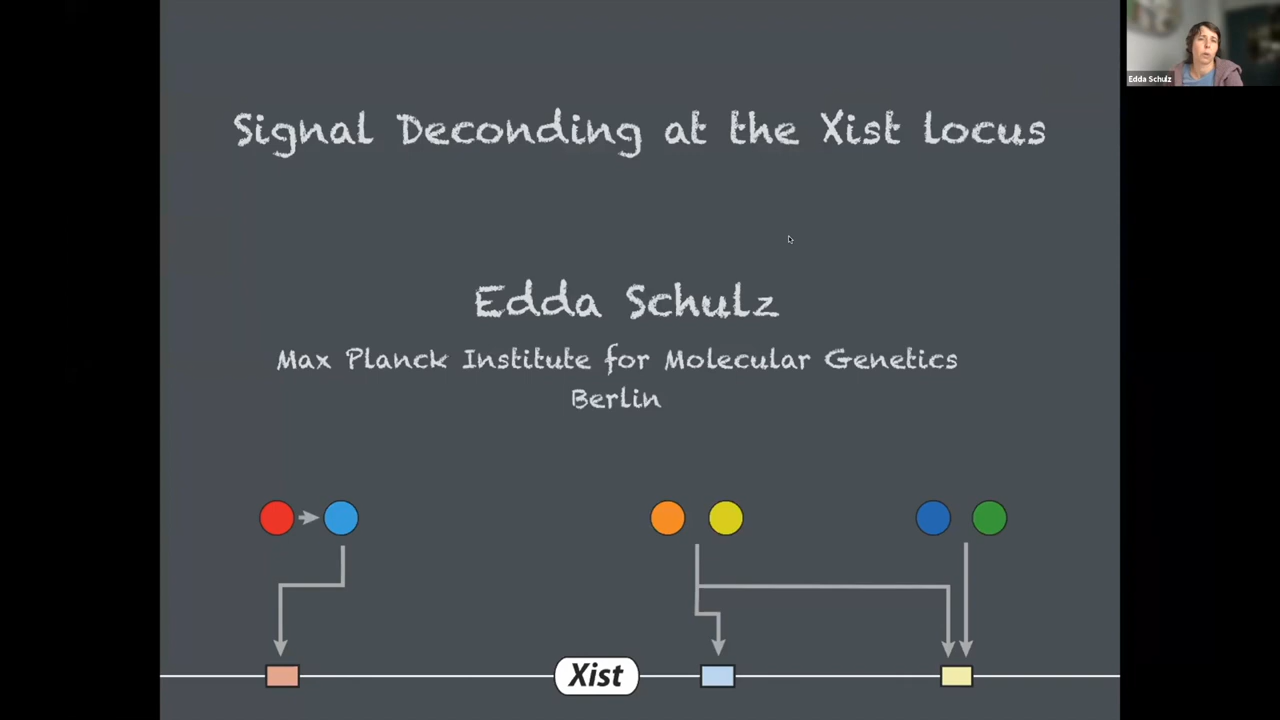 Signal Deconding at the Xist locus
Edda Schulz
Edda Schulz
Max Planck Institute for Molecular Genetics
Berlin
Xist